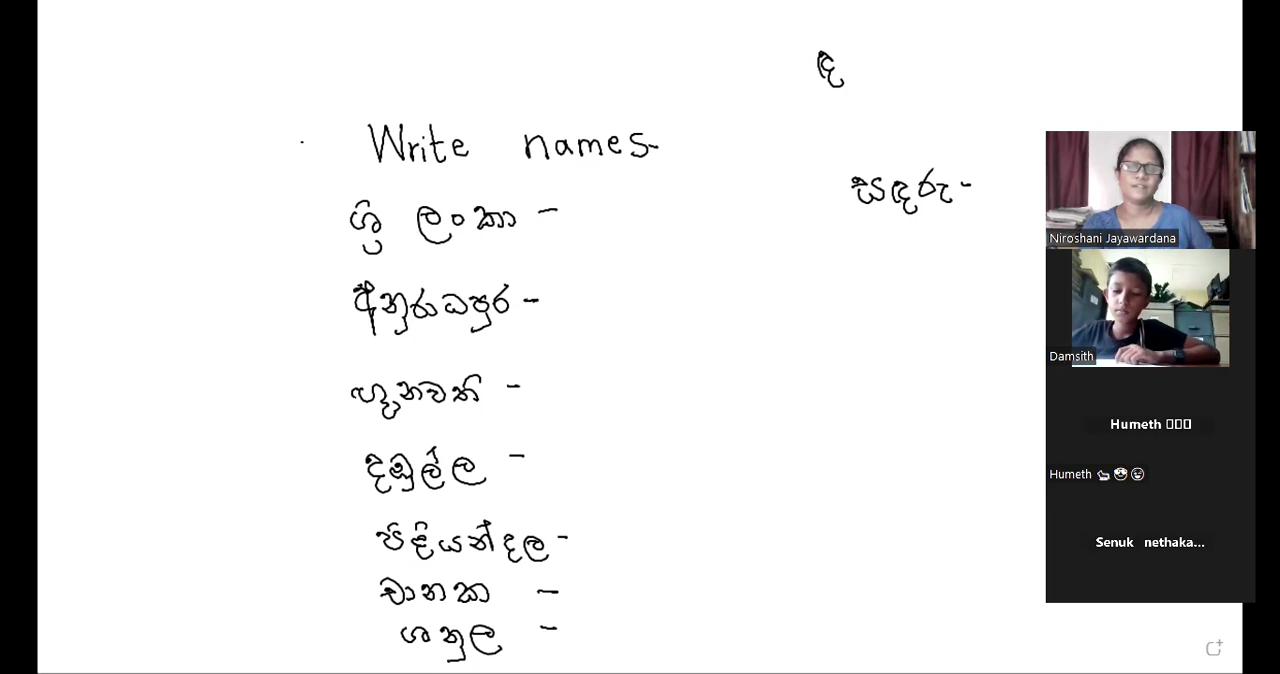 ඳ
Write names-
සඳරු-
ශ්‍රී ලංකා -
අනුරාධපුර -
දඹුල්ල -
පිළියන්දල -
චානක -
ශනුල -
Niroshani Jayawardana
Damsith
Humeth
Humeth
Senuk nethaka...